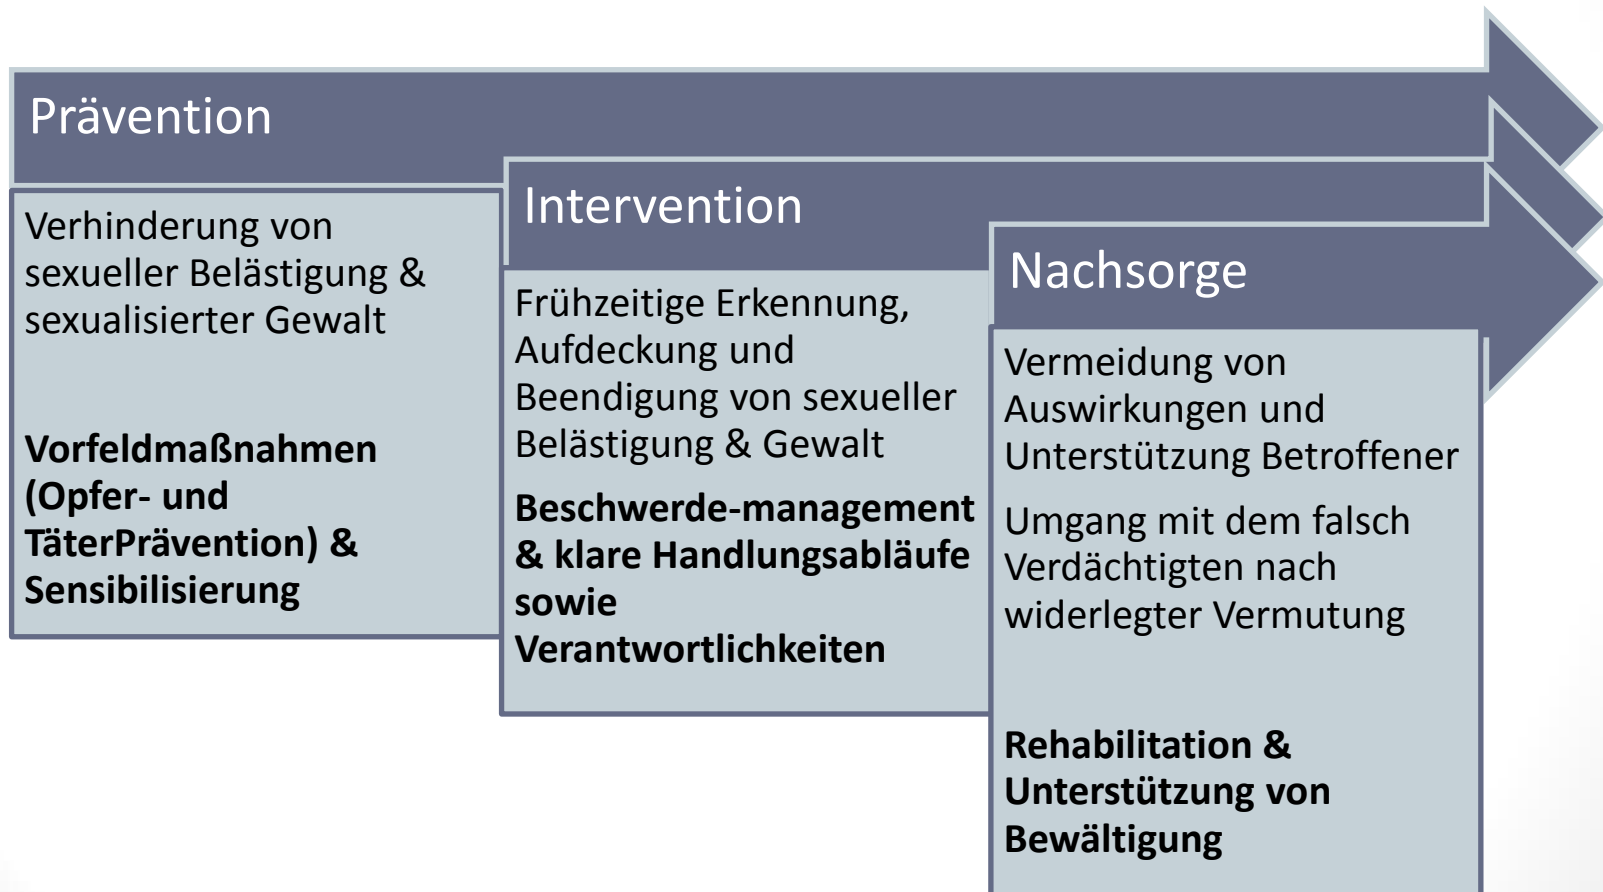 Prävention
Verhinderung von
sexueller Belästigung &
sexualisierter Gewalt
Vorfeldmaßnahmen
(Opfer- und
TäterPrävention) &
Sensibilisierung
Intervention
Frühzeitige Erkennung,
Aufdeckung und
Beendigung von sexueller
Belästigung & Gewalt
Beschwerde-management
& klare Handlungsabläufe
sowie
Verantwortlichkeiten
Nachsorge
Vermeidung von
Auswirkungen und
Unterstützung Betroffener
Umgang mit dem falsch
Verdächtigten nach
widerlegter Vermutung
Rehabilitation &
Unterstützung von
Bewältigung